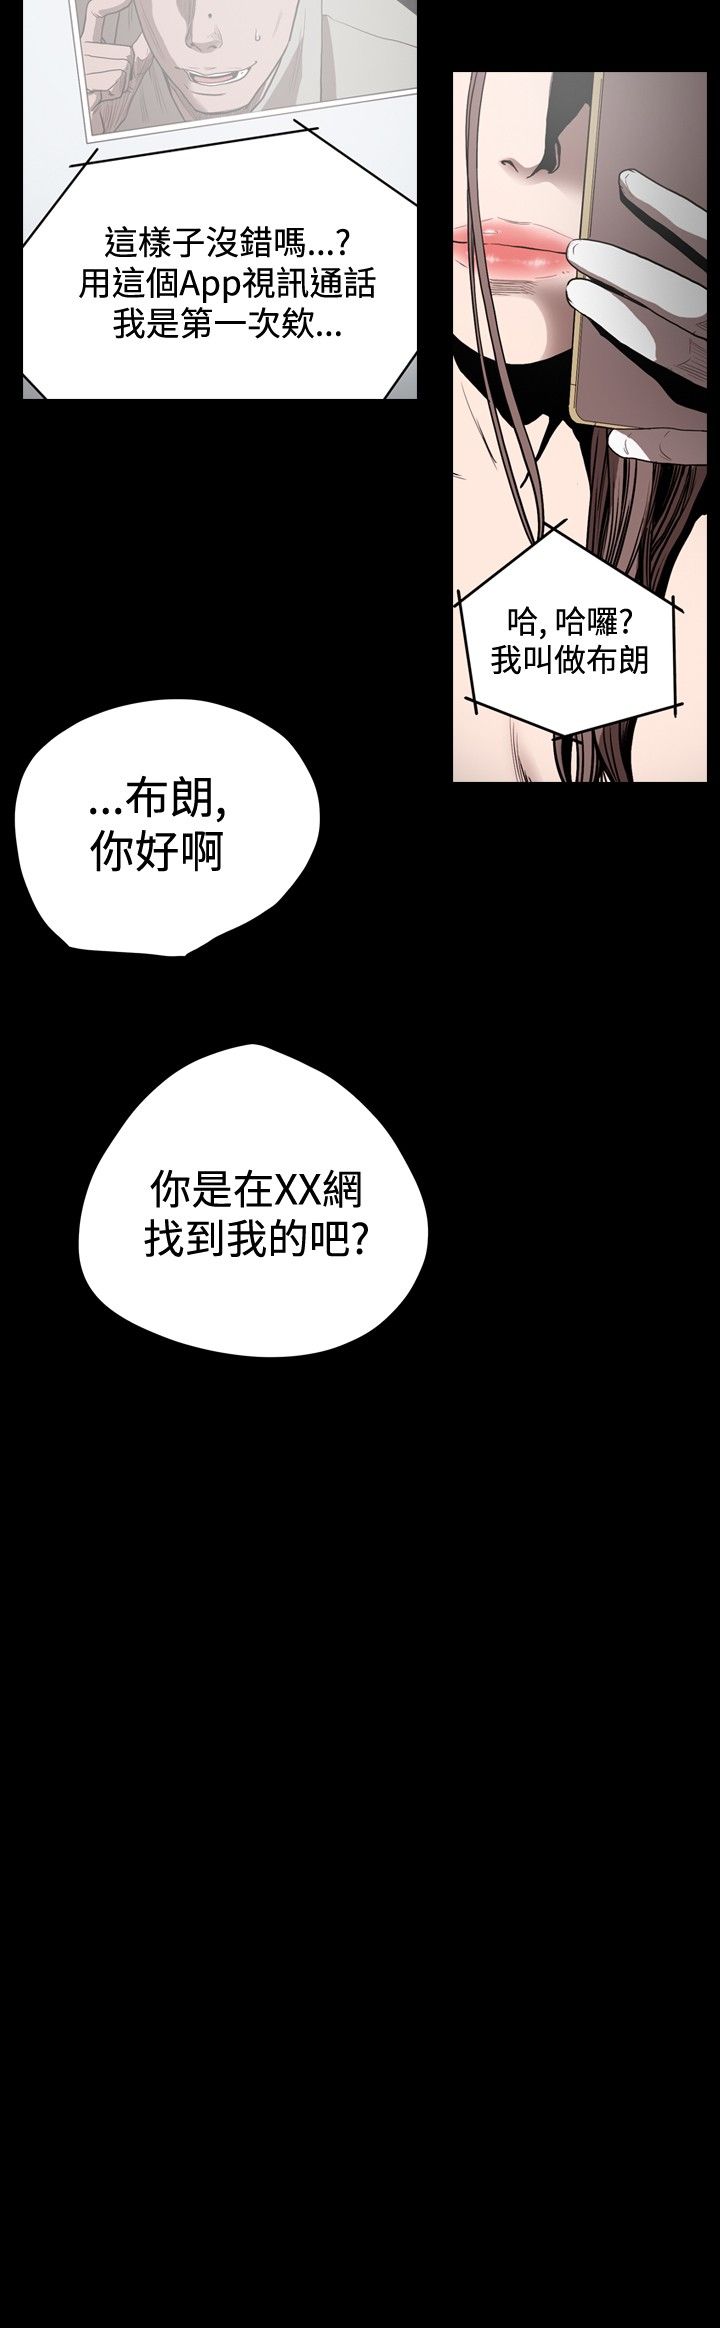 這樣子沒錯嗎...?
用這個App視訊通話
我是第一次欸...
哈, 哈囉?
我叫做布朗
...布朗,
你好啊
你是在XX網
找到我的吧?